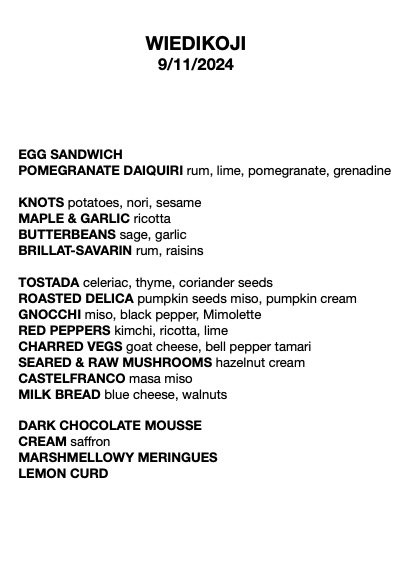 WIEDIKOJI
9/11/2024
EGG SANDWICH
POMEGRANATE DAIQUIRI rum, lime, pomegranate, grenadine
KNOTS potatoes, nori, sesame
MAPLE & GARLIC ricotta
BUTTERBEANS sage, garlic
BRILLAT-SAVARIN rum, raisins
TOSTADA celeriac, thyme, coriander seeds
ROASTED DELICA pumpkin seeds miso, pumpkin cream
GNOCCHI miso, black pepper, Mimolette
RED PEPPERS kimchi, ricotta, lime
CHARRED VEGS goat cheese, bell pepper tamari
SEARED & RAW MUSHROOMS hazelnut cream
CASTELFRANCO masa miso
MILK BREAD blue cheese, walnuts
DARK CHOCOLATE MOUSSE
CREAM saffron
MARSHMELLOWY MERINGUES
LEMON CURD